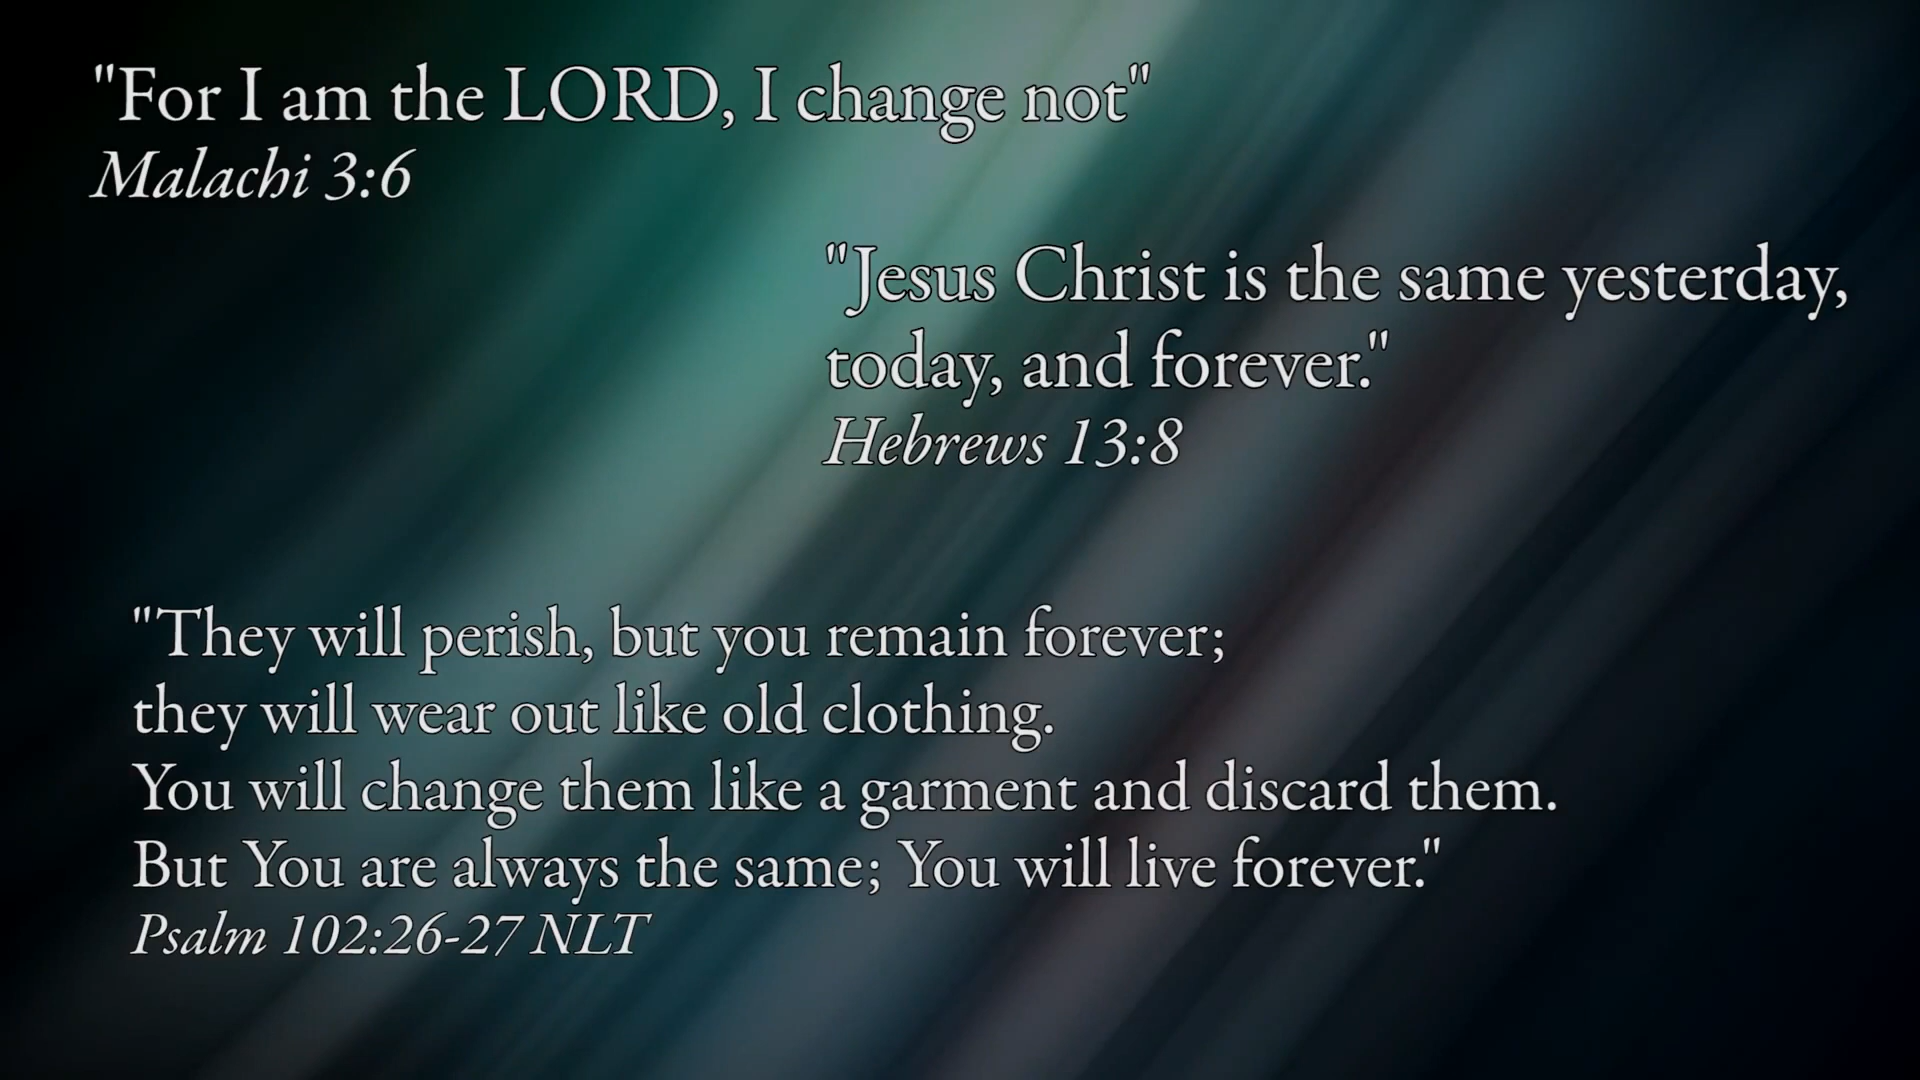 "For I am the LORD, I change not"
Malachi 3:6
"Jesus Christ is the same yesterday,
today, and forever."
Hebrews 13:8
"They will perish, but you remain forever;
they will wear out like old clothing.
You will change them like a garment and discard them.
But You are always the same; You will live forever."
Psalm 102:26-27 NLT